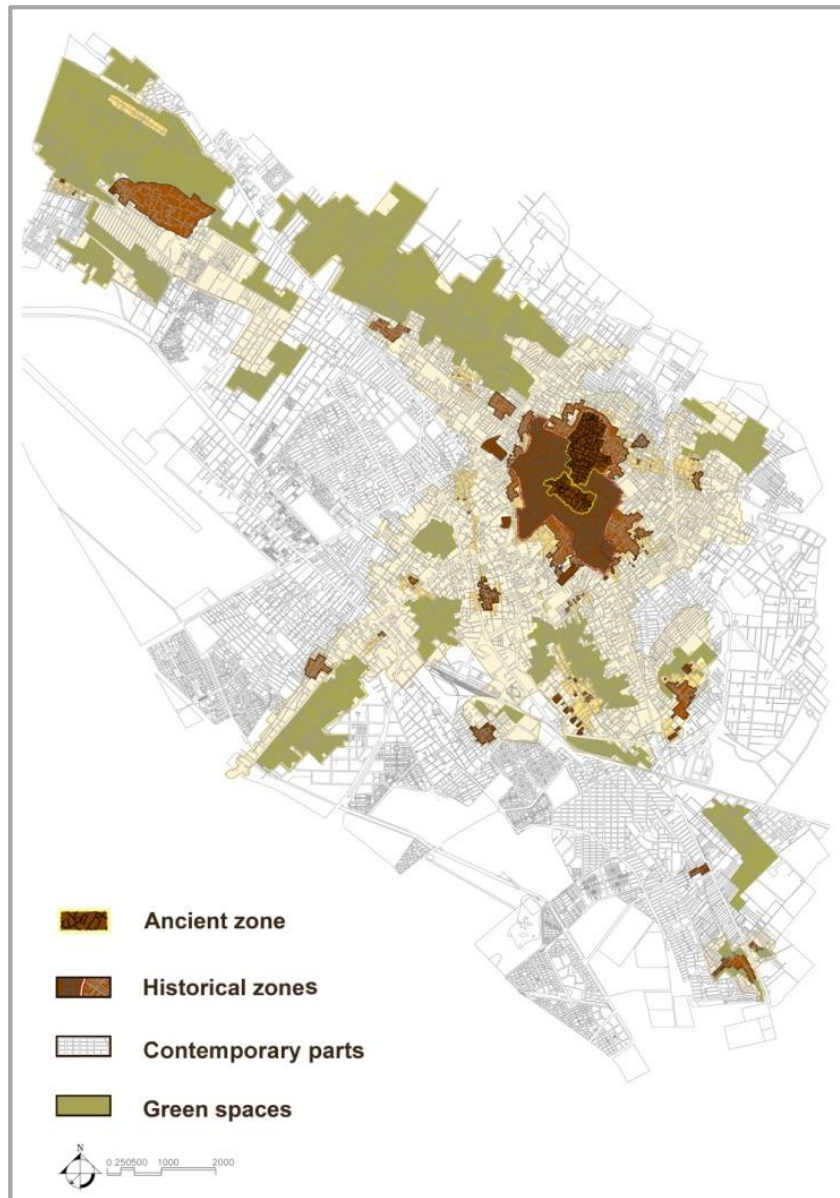 Ancient zone
Historical zones
Contemporary parts
Green spaces
N
0 250500 1000 2000